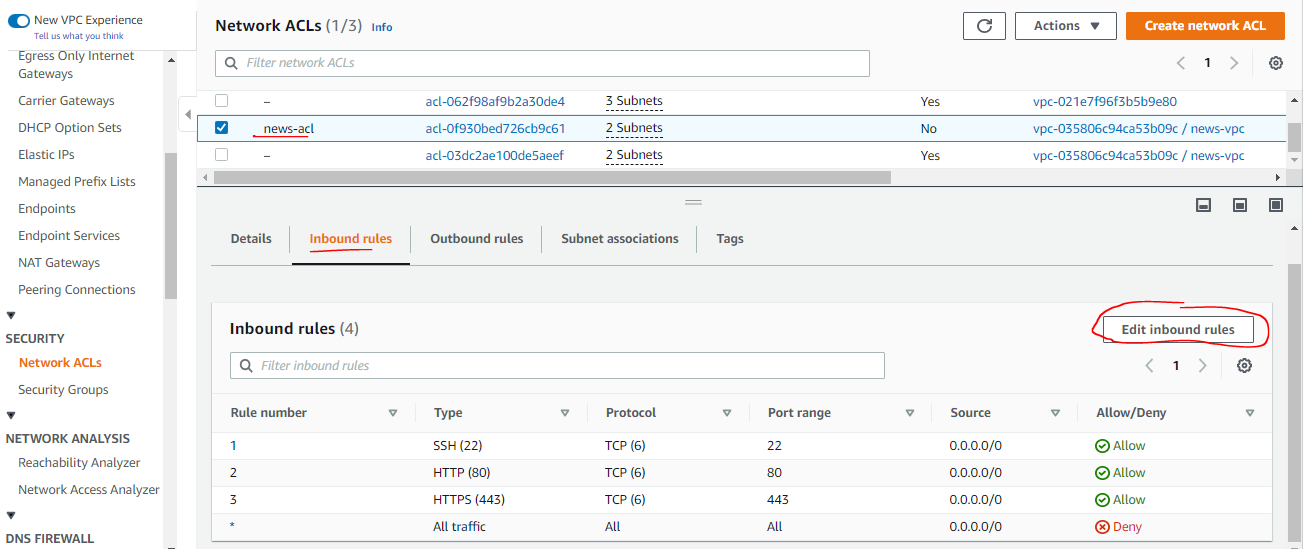 New VPC Experience
Tell us what you think
Egress Only Internet
Gateways
Carrier Gateways
DHCP Option Sets
Elastic IPs
Managed Prefix Lists
Endpoints
Endpoint Services
NAT Gateways
Peering Connections
SECURITY
Network ACLs
Security Groups
NETWORK ANALYSIS
Reachability Analyzer
Network Access Analyzer
DNS FIREWALL
Network ACLs (1/3) Info
Actions
Create network ACL
Filter network ACLs
1
– acl-062f98af9b2a30de4 3 Subnets Yes vpc-021e7f96f3b5b9e80
news-acl acl-0f930bed726cb9c61 2 Subnets No vpc-035806c94ca53b09c / news-vpc
– acl-03dc2ae100de5aeef 2 Subnets Yes vpc-035806c94ca53b09c / news-vpc
Details Inbound rules Outbound rules Subnet associations Tags
Inbound rules (4)
Edit inbound rules
Filter inbound rules
1
Rule number Type Protocol Port range Source Allow/Deny
1 SSH (22) TCP (6) 22 0.0.0.0/0 Allow
2 HTTP (80) TCP (6) 80 0.0.0.0/0 Allow
3 HTTPS (443) TCP (6) 443 0.0.0.0/0 Allow
* All traffic All All 0.0.0.0/0 Deny